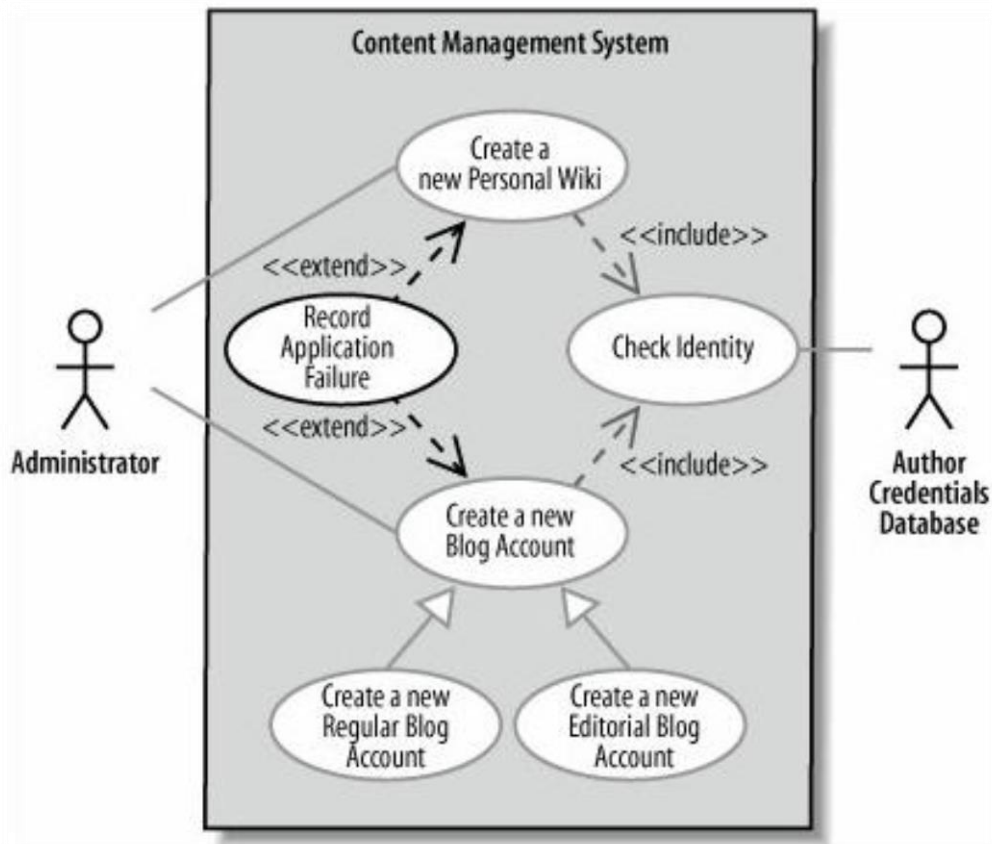 Content Management System
Create a
new Personal Wiki
<<include>>
<<extend>>
Record
Application
Failure
Check Identity
<<extend>>
<<include>>
Administrator
Author
Credentials
Database
Create a new
Blog Account
Create a new
Regular Blog
Account
Create a new
Editorial Blog
Account